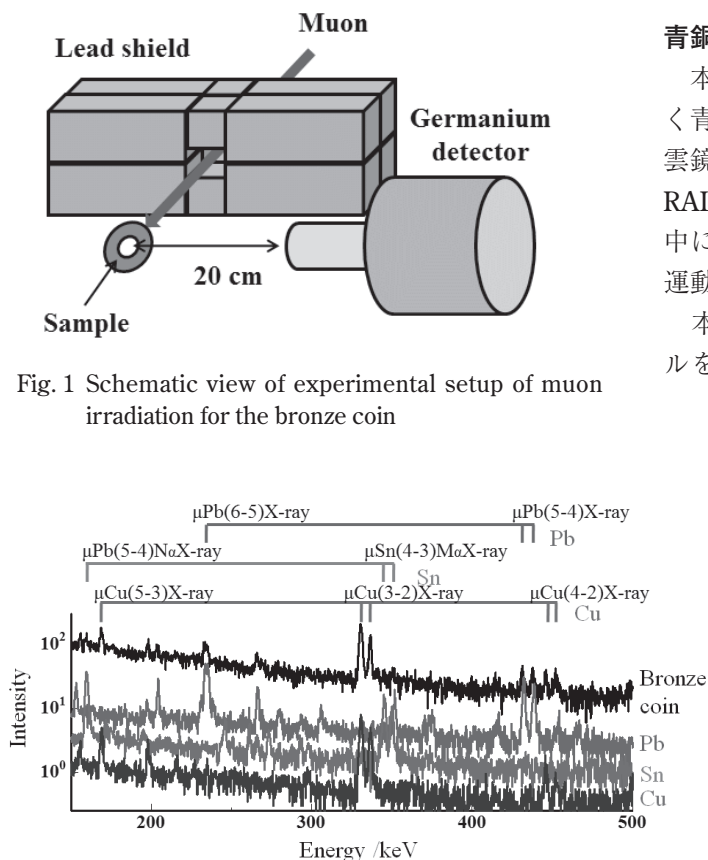 Muon
Lead shield
Germanium
detector
20 cm
Sample
Fig. 1 Schematic view of experimental setup of muon
irradiation for the bronze coin
青銅
本
く青
雲鏡
RAL
中に
運動
本
ルを
μPb(6-5)X-ray μPb(5-4)X-ray
Pb
μPb(5-4)NαX-ray μSn(4-3)MαX-ray
Sn
μCu(5-3)X-ray μCu(3-2)X-ray μCu(4-2)X-ray
Cu
10²
10¹
10⁰
Intensity
Bronze
coin
Pb
Sn
Cu
200 300 400 500
Energy /keV